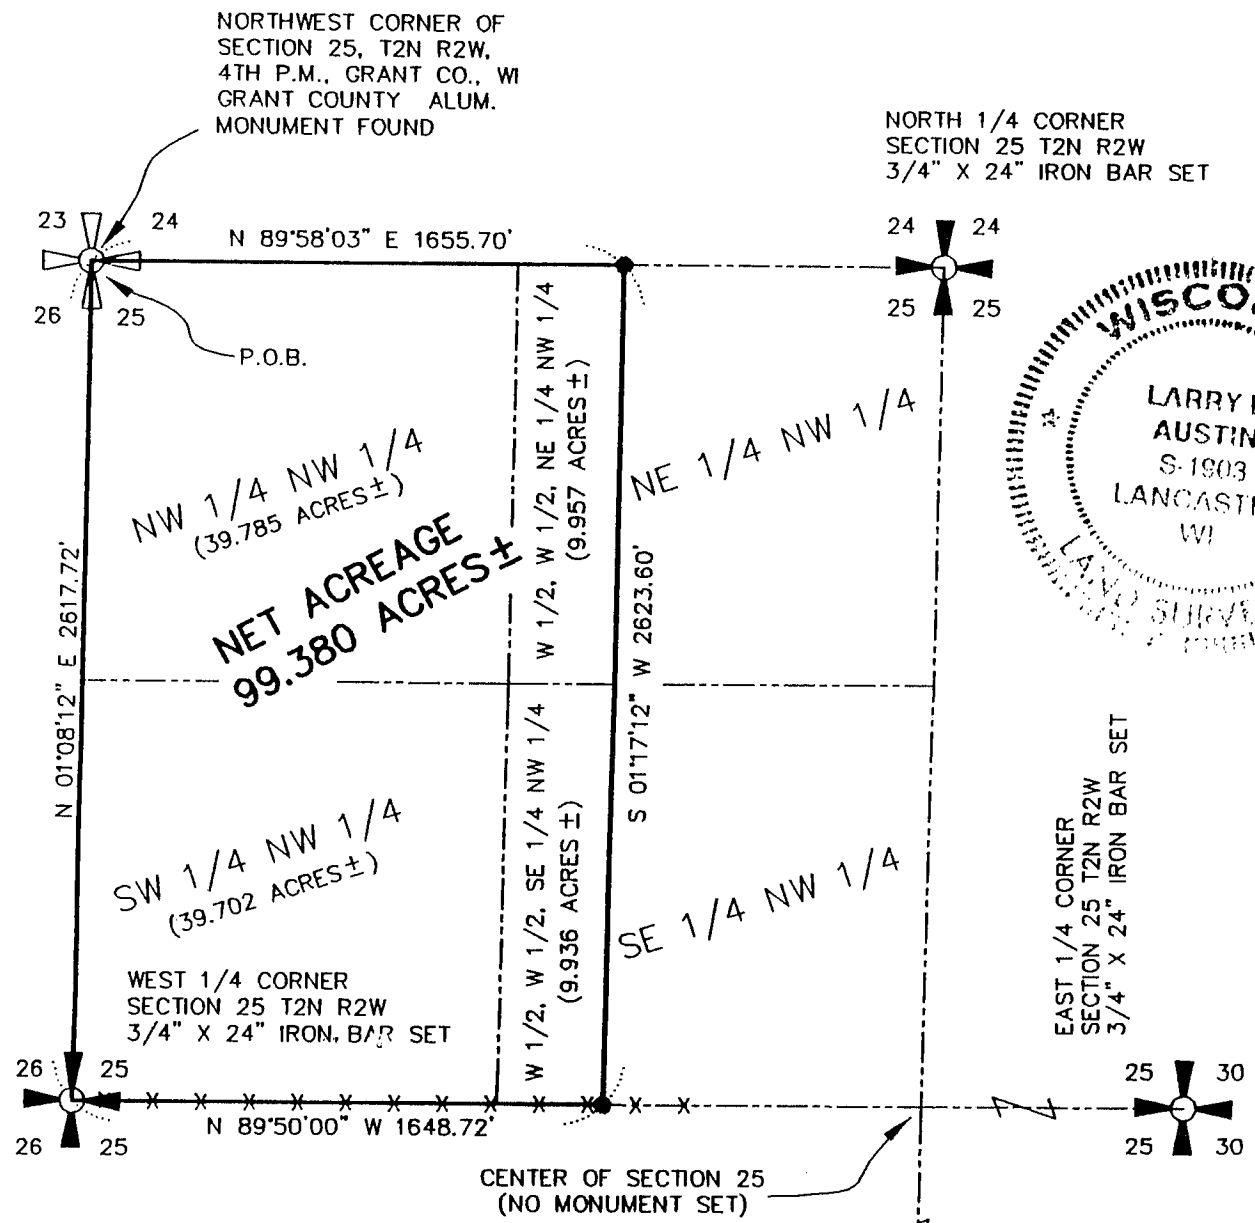 NORTHWEST CORNER OF
SECTION 25, T2N R2W,
4TH P.M., GRANT CO., WI
GRANT COUNTY ALUM.
MONUMENT FOUND
NORTH 1/4 CORNER
SECTION 25 T2N R2W
3/4" X 24" IRON BAR SET
23 24
26 25
N 89°58'03" E 1655.70'
24 24
25 25
P.O.B.
LARRY
AUSTIN
S-1903
WI
NW 1/4 NW 1/4
(39.785 ACRES±)
W 1/2, W 1/2, NE 1/4 NW 1/4
(9.957 ACRES ±)
NE 1/4 NW 1/4
NET ACREAGE
99.380 ACRES±
N 01°08'12" E 2617.72'
S 01°17'12" W 2623.60'
SW 1/4 NW 1/4
(39.702 ACRES±)
W 1/2, W 1/2, SE 1/4 NW 1/4
(9.936 ACRES ±)
SE 1/4 NW 1/4
WEST 1/4 CORNER
SECTION 25 T2N R2W
3/4" X 24" IRON BAR SET
EAST 1/4 CORNER
SECTION 25 T2N R2W
3/4" X 24" IRON BAR SET
26 25
26 25
X X X X X X X X X X X X
N 89°50'00" W 1648.72'
25 30
25 30
CENTER OF SECTION 25
(NO MONUMENT SET)